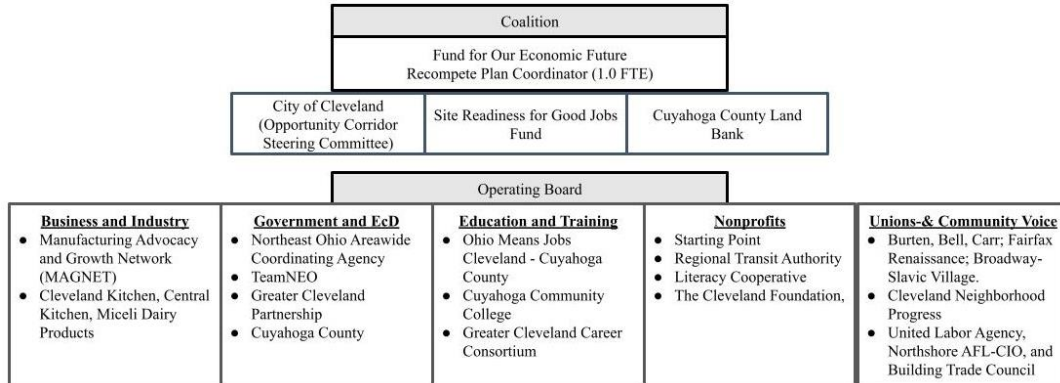 Coalition
Fund for Our Economic Future
Recompete Plan Coordinator (1.0 FTE)
City of Cleveland
(Opportunity Corridor
Steering Committee)
Site Readiness for Good Jobs
Fund
Cuyahoga County Land
Bank
Operating Board
Business and Industry
● Manufacturing Advocacy
and Growth Network
(MAGNET)
● Cleveland Kitchen, Central
Kitchen, Miceli Dairy
Products
Government and EcD
● Northeast Ohio Areawide
Coordinating Agency
● TeamNEO
● Greater Cleveland
Partnership
● Cuyahoga County
Education and Training
● Ohio Means Jobs
Cleveland - Cuyahoga
County
● Cuyahoga Community
College
● Greater Cleveland Career
Consortium
Nonprofits
● Starting Point
● Regional Transit Authority
● Literacy Cooperative
● The Cleveland Foundation,
Unions-& Community Voice
● Burten, Bell, Carr; Fairfax
Renaissance; Broadway-
Slavic Village.
● Cleveland Neighborhood
Progress
● United Labor Agency,
Northshore AFL-CIO, and
Building Trade Council